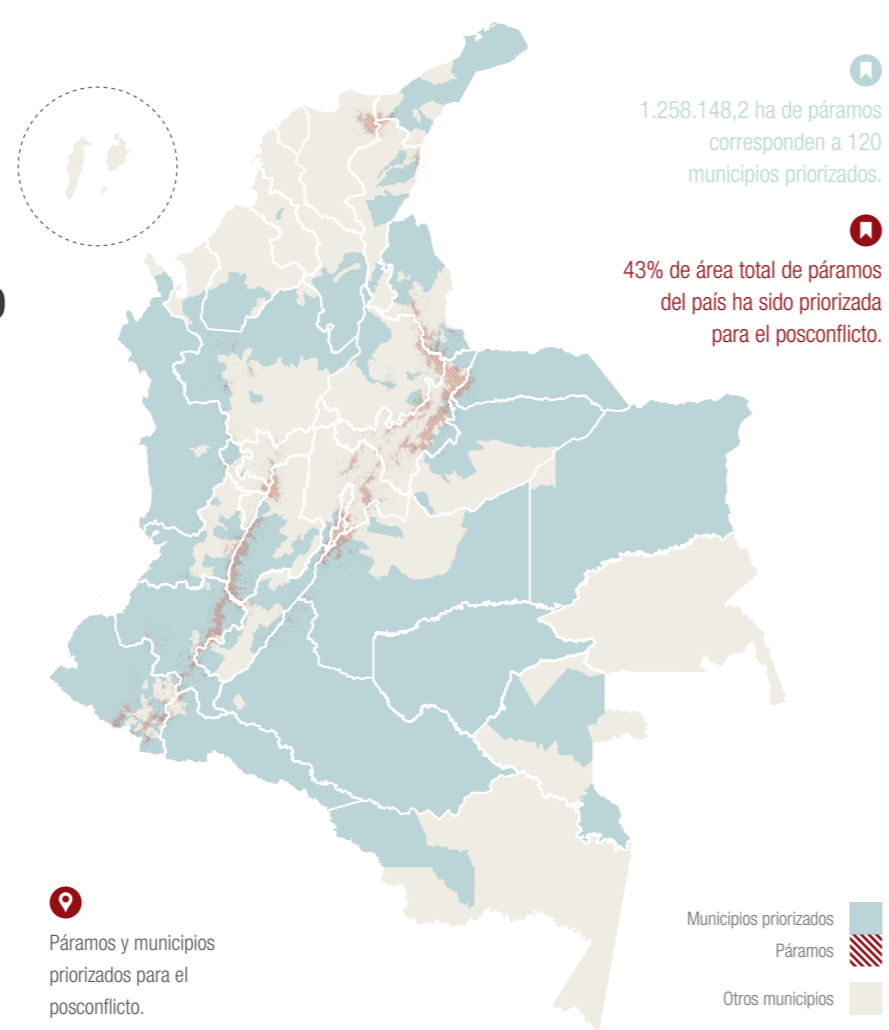 1.258.148,2 ha de páramos
corresponden a 120
municipios priorizados.
43% de área total de páramos
del país ha sido priorizada
para el posconflicto.
Páramos y municipios
priorizados para el
posconflicto.
Municipios priorizados
Páramos
Otros municipios